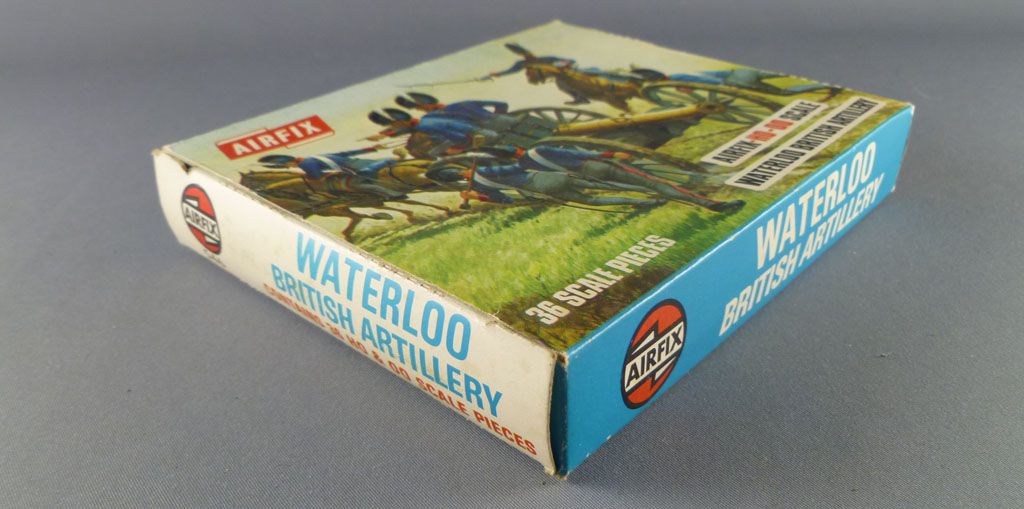 AIRFIX
AIRFIX HO-OO SCALE
WATERLOO BRITISH ARTILLERY
36 SCALE PIECES
AIRFIX
WATERLOO
BRITISH ARTILLERY
CONTAINS 36 HO & OO SCALE PIECES
AIRFIX
WATERLOO
BRITISH ARTILLERY